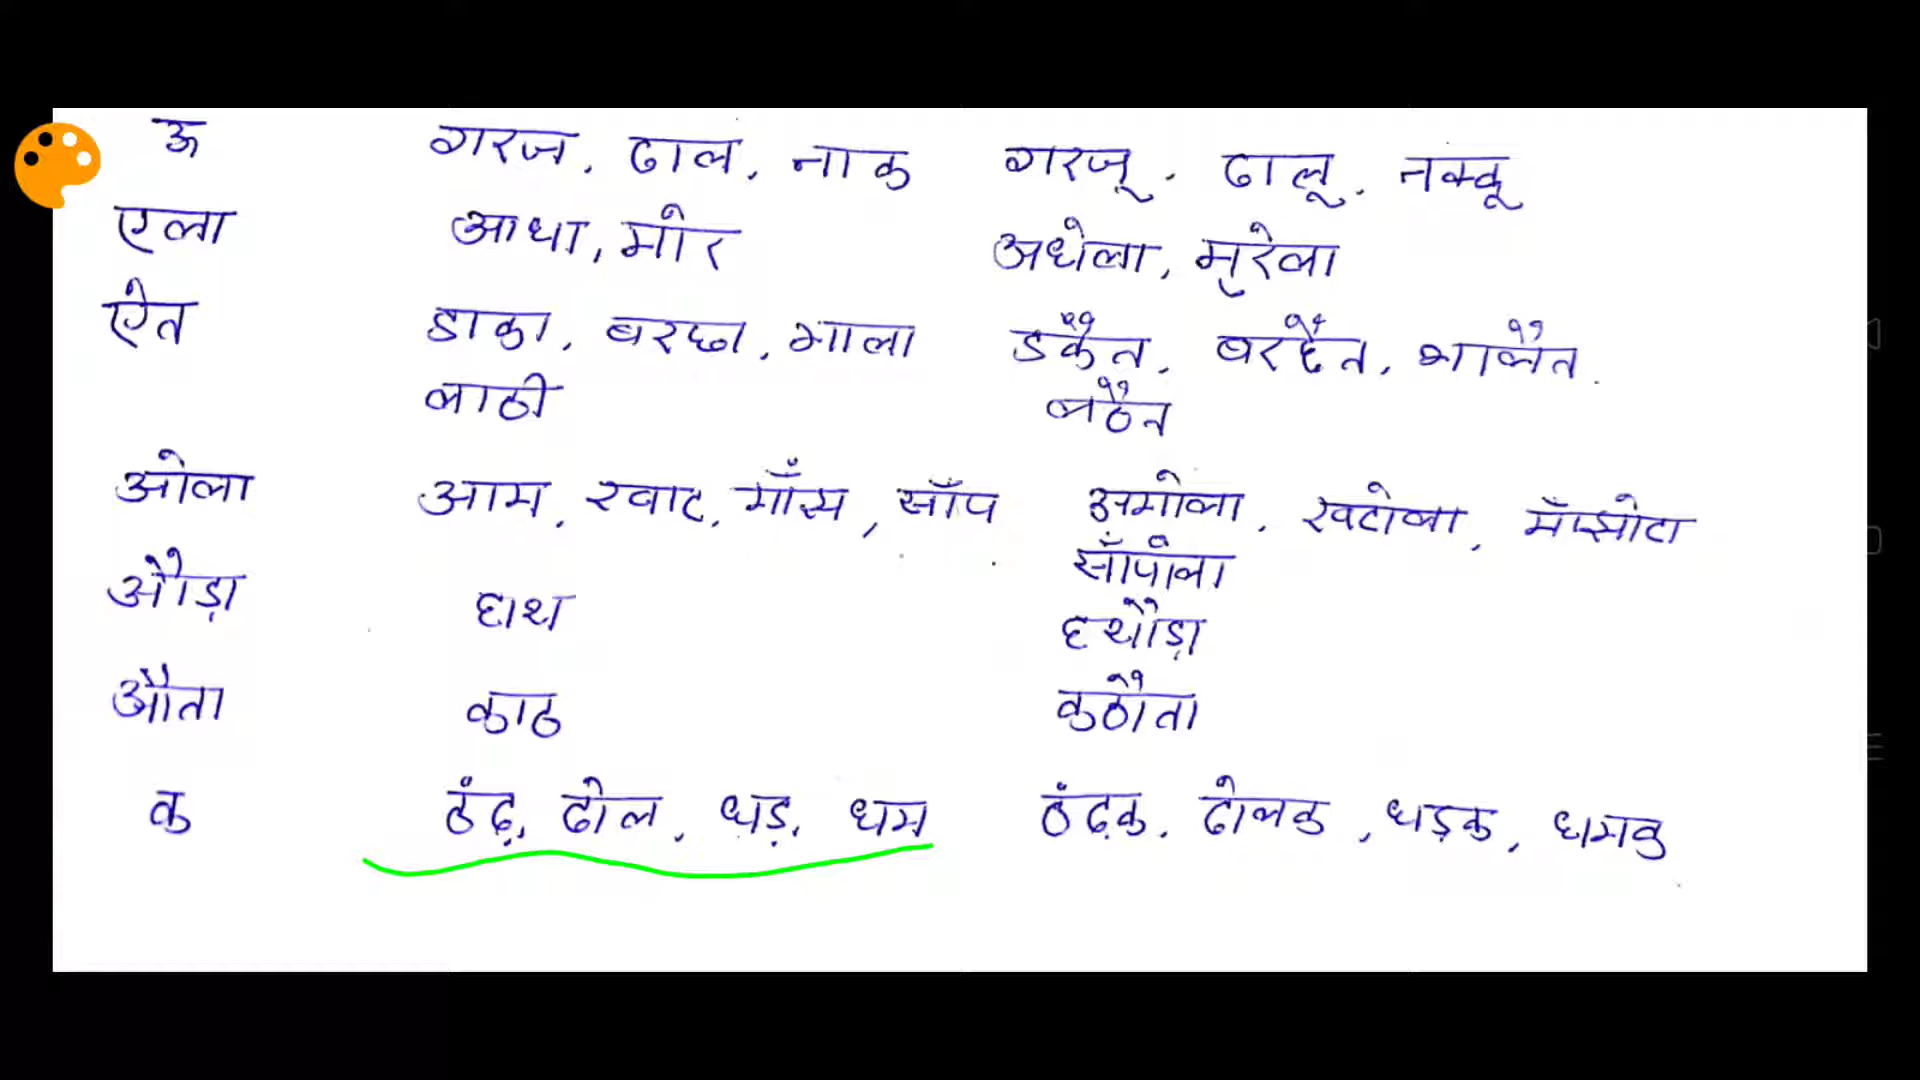 ऊ गरज, ढाल, नाक गरजू, ढालू, नक्कू
एला आधा, मोर अधेला, मुरेला
ऐत डाका, बरछा, भाला डकैत, बरछैत, भालैत
लाठी लठैत
ओला आम, खाट, माँस, साँप अमोला, खटोला, मँसोटा
साँपोला
औड़ा हाथ हथौड़ा
औता काठ कठौता
क ठंढ़, ढोल, धड़, धम ठंढ़क, ढोलक, धड़क, धमक